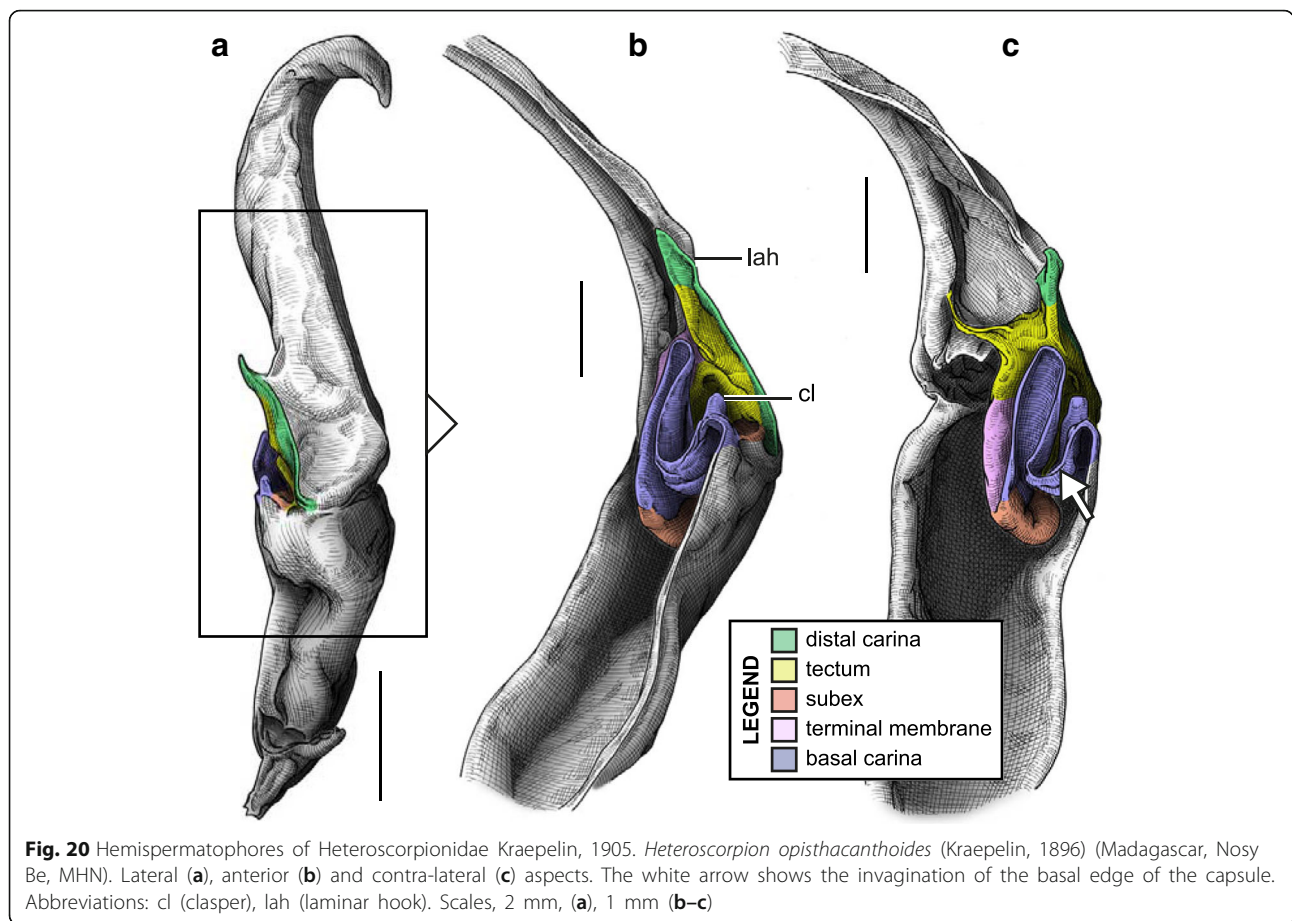 a
b
c
lah
cl
LEGEND
distal carina
tectum
subex
terminal membrane
basal carina
Fig. 20 Hemispermatophores of Heteroscorpionidae Kraepelin, 1905. Heteroscorpion opisthacanthoides (Kraepelin, 1896) (Madagascar, Nosy
Be, MHN). Lateral (a), anterior (b) and contra-lateral (c) aspects. The white arrow shows the invagination of the basal edge of the capsule.
Abbreviations: cl (clasper), lah (laminar hook). Scales, 2 mm, (a), 1 mm (b–c)